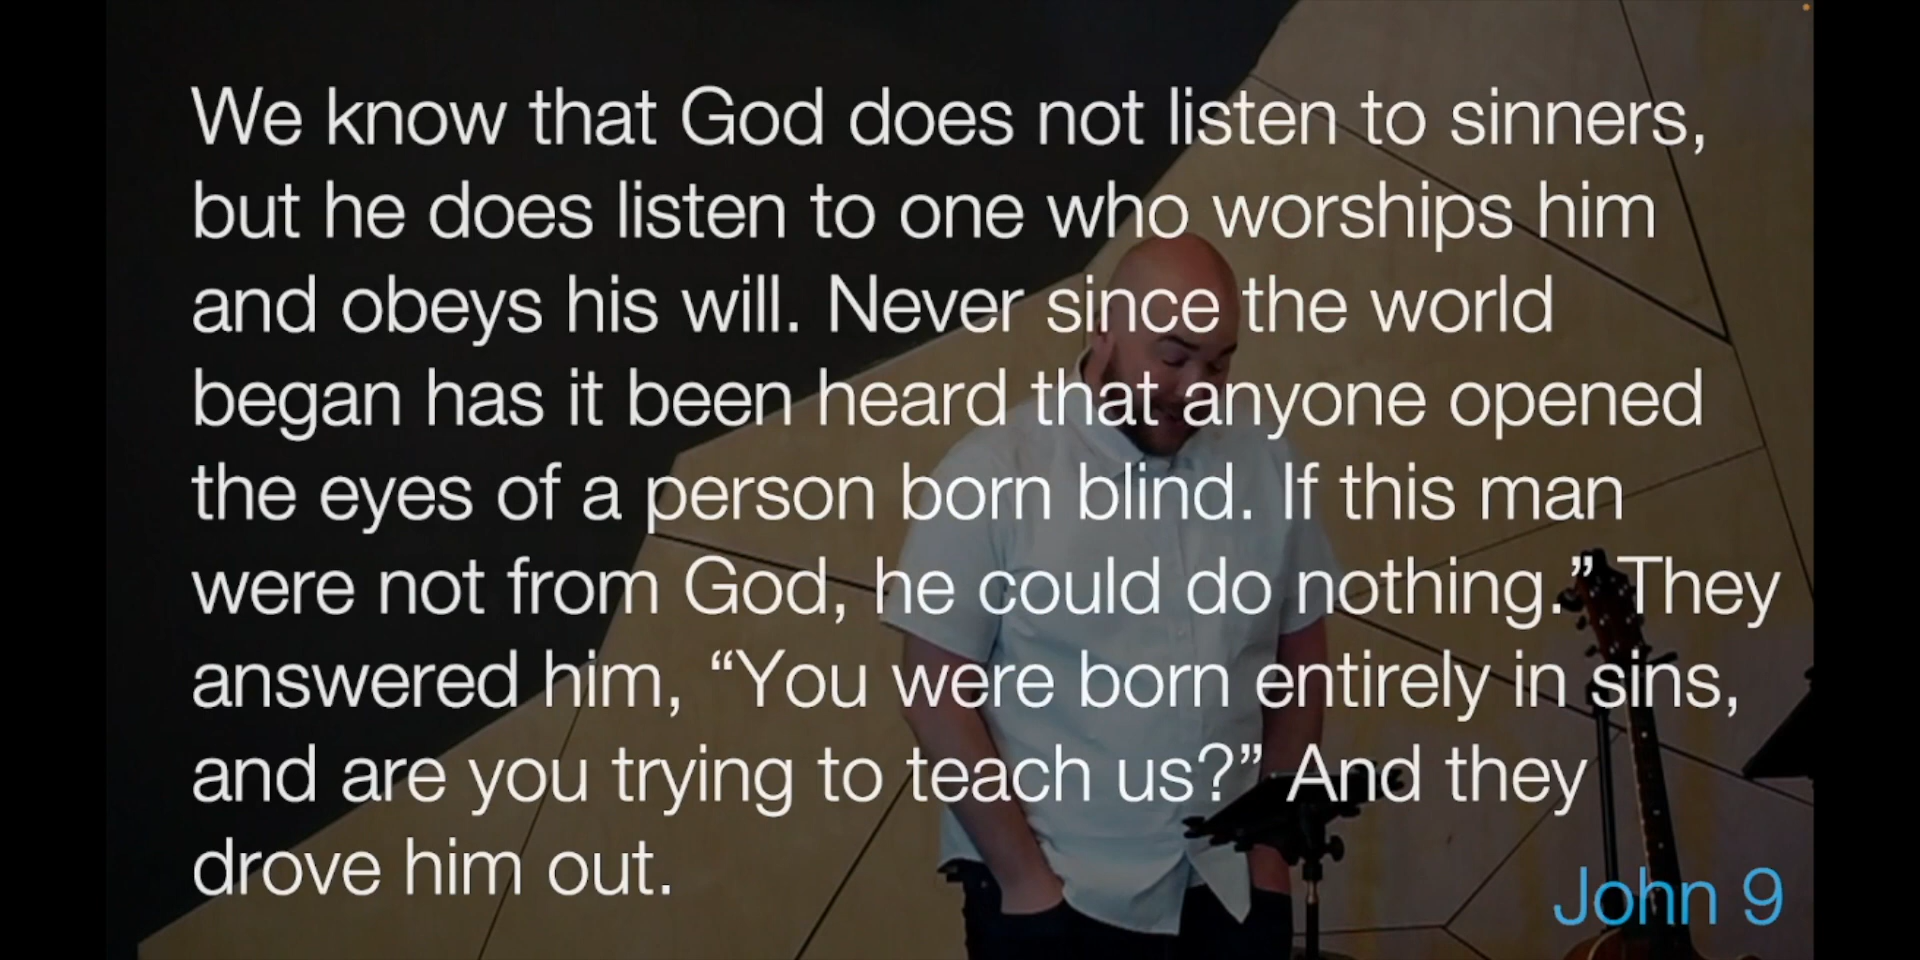 We know that God does not listen to sinners,
but he does listen to one who worships him
and obeys his will. Never since the world
began has it been heard that anyone opened
the eyes of a person born blind. If this man
were not from God, he could do nothing.” They
answered him, “You were born entirely in sins,
and are you trying to teach us?” And they
drove him out.
John 9